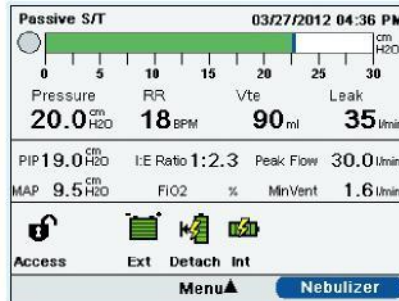 Passive S/T 03/27/2012 04:36 PM
cm H2O
0 5 10 15 20 25 30
Pressure RR Vte Leak
20.0 cm H2O 18 BPM 90 ml 35 l/min
PIP 19.0 cm H2O I:E Ratio 1:2.3 Peak Flow 30.0 l/min
MAP 9.5 cm H2O FiO2 % MinVent 1.6 l/min
Access Ext Detach Int
Menu Nebulizer